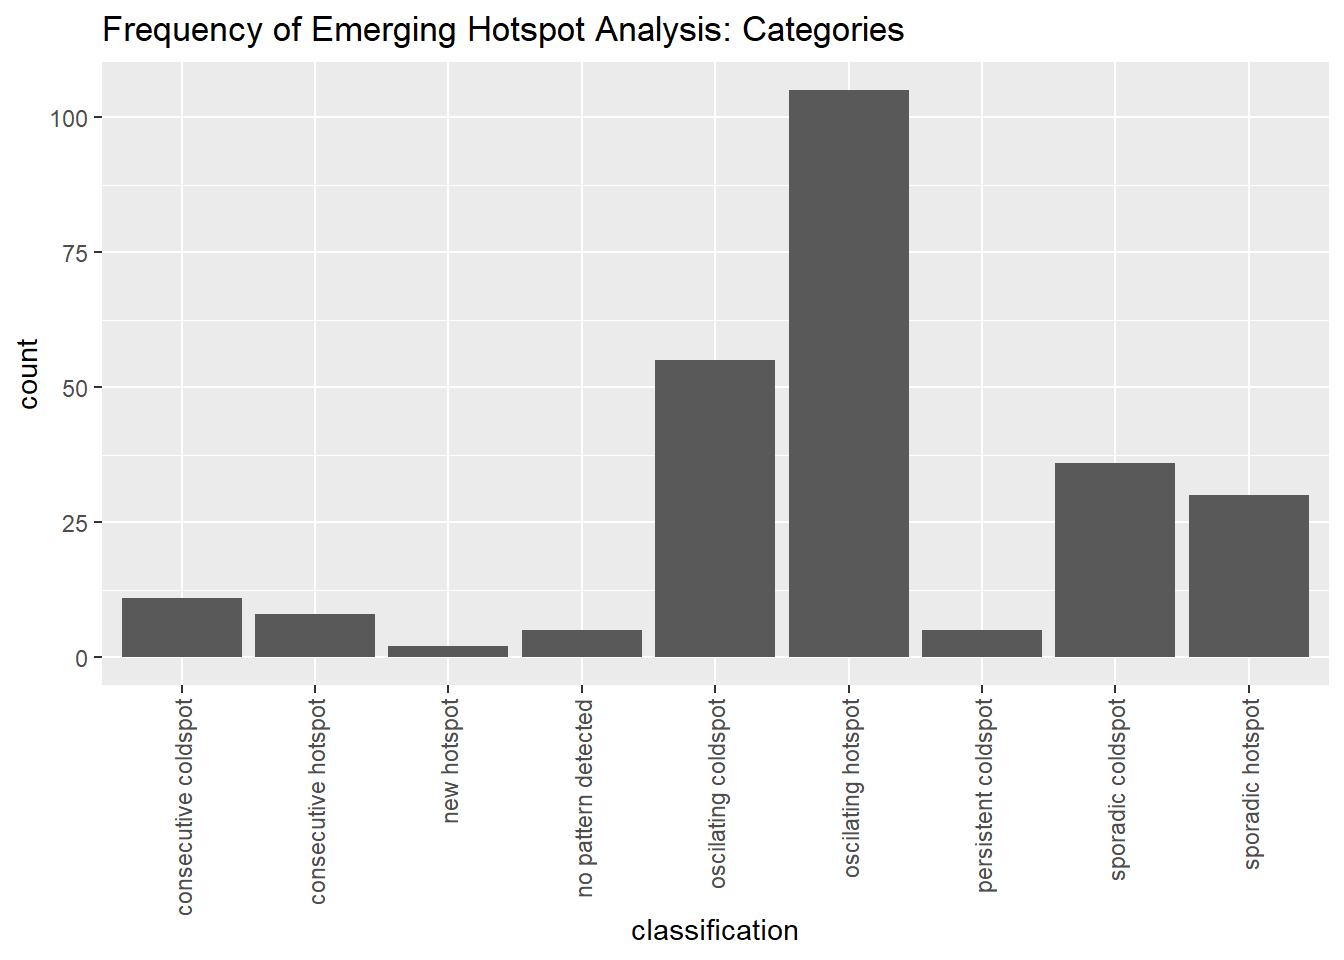 Frequency of Emerging Hotspot Analysis: Categories
100
75
50
25
0
count
consecutive coldspot
consecutive hotspot
new hotspot
no pattern detected
oscilating coldspot
oscilating hotspot
persistent coldspot
sporadic coldspot
sporadic hotspot
classification